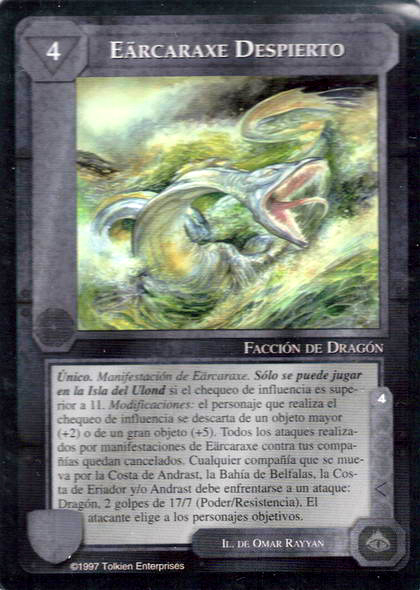 4
EÄRCARAXE DESPIERTO
FACCIÓN DE DRAGÓN
Único. Manifestación de Eärcaraxe. Sólo se puede jugar
en la Isla del Ulond si el chequeo de influencia es supe-
rior a 11. Modificaciones: el personaje que realiza el
chequeo de influencia se descarta de un objeto mayor
(+2) o de un gran objeto (+5). Todos los ataques realiza-
dos por manifestaciones de Eärcaraxe contra tus compa-
ñías quedan cancelados. Cualquier compañía que se mue-
va por la Costa de Andrast, la Bahía de Belfalas, la Cos-
ta de Eriador y/o Andrast debe enfrentarse a un ataque:
Dragón, 2 golpes de 17/7 (Poder/Resistencia). El
atacante elige a los personajes objetivos.
4
IL. DE OMAR RAYYAN
©1997 Tolkien Enterprises